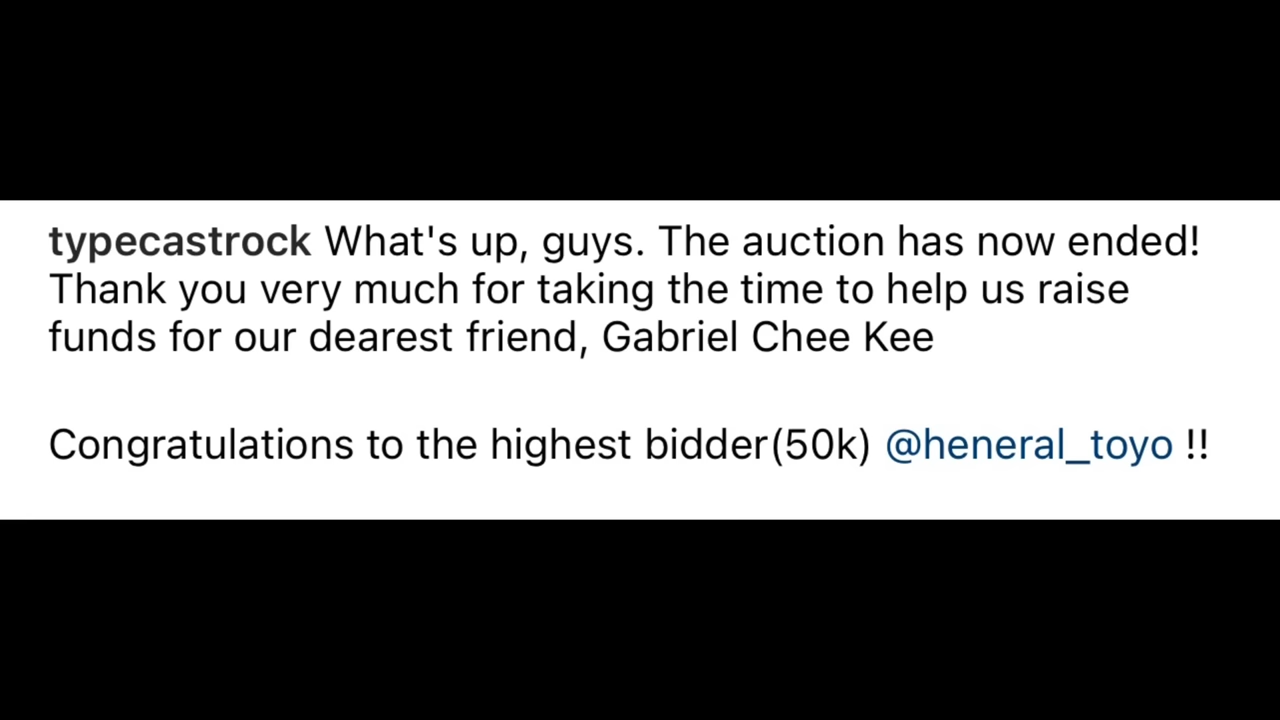 typecastrock What's up, guys. The auction has now ended!
Thank you very much for taking the time to help us raise
funds for our dearest friend, Gabriel Chee Kee
Congratulations to the highest bidder(50k) @heneral_toyo !!